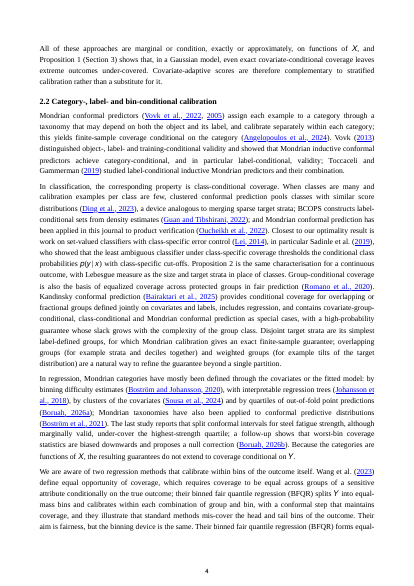 All of these approaches are marginal or condition, exactly or approximately, on functions of X, and
Proposition 1 (Section 3) shows that, in a Gaussian model, even exact covariate-conditional coverage leaves
extreme outcomes under-covered. Covariate-adaptive scores are therefore complementary to stratified
calibration rather than a substitute for it.
2.2 Category-, label- and bin-conditional calibration
Mondrian conformal predictors (Vovk et al., 2022, 2005) assign each example to a category through a
taxonomy that may depend on both the object and its label, and calibrate separately within each category;
this yields finite-sample coverage conditional on the category (Angelopoulos et al., 2024). Vovk (2013)
distinguished object-, label- and training-conditional validity and showed that Mondrian inductive conformal
predictors achieve category-conditional, and in particular label-conditional, validity; Toccaceli and
Gammerman (2019) studied label-conditional inductive Mondrian predictors and their combination.
In classification, the corresponding property is class-conditional coverage. When classes are many and
calibration examples per class are few, clustered conformal prediction pools classes with similar score
distributions (Ding et al., 2023), a device analogous to merging sparse target strata; BCOPS constructs label-
conditional sets from density estimates (Guan and Tibshirani, 2022); and Mondrian conformal prediction has
been applied in this journal to product verification (Oucheikh et al., 2022). Closest to our optimality result is
work on set-valued classifiers with class-specific error control (Lei, 2014), in particular Sadinle et al. (2019),
who showed that the least ambiguous classifier under class-specific coverage thresholds the conditional class
probabilities p(y | x) with class-specific cut-offs. Proposition 2 is the same characterisation for a continuous
outcome, with Lebesgue measure as the size and target strata in place of classes. Group-conditional coverage
is also the basis of equalized coverage across protected groups in fair prediction (Romano et al., 2020).
Kandinsky conformal prediction (Bairaktari et al., 2025) provides conditional coverage for overlapping or
fractional groups defined jointly on covariates and labels, includes regression, and contains covariate-group-
conditional, class-conditional and Mondrian conformal prediction as special cases, with a high-probability
guarantee whose slack grows with the complexity of the group class. Disjoint target strata are its simplest
label-defined groups, for which Mondrian calibration gives an exact finite-sample guarantee; overlapping
groups (for example strata and deciles together) and weighted groups (for example tilts of the target
distribution) are a natural way to refine the guarantee beyond a single partition.
In regression, Mondrian categories have mostly been defined through the covariates or the fitted model: by
binning difficulty estimates (Boström and Johansson, 2020), with interpretable regression trees (Johansson et
al., 2018), by clusters of the covariates (Sousa et al., 2024) and by quartiles of out-of-fold point predictions
(Boruah, 2026a); Mondrian taxonomies have also been applied to conformal predictive distributions
(Boström et al., 2021). The last study reports that split conformal intervals for steel fatigue strength, although
marginally valid, under-cover the highest-strength quartile; a follow-up shows that worst-bin coverage
statistics are biased downwards and proposes a null correction (Boruah, 2026b). Because the categories are
functions of X, the resulting guarantees do not extend to coverage conditional on Y.
We are aware of two regression methods that calibrate within bins of the outcome itself. Wang et al. (2023)
define equal opportunity of coverage, which requires coverage to be equal across groups of a sensitive
attribute conditionally on the true outcome; their binned fair quantile regression (BFQR) splits Y into equal-
mass bins and calibrates within each combination of group and bin, with a conformal step that maintains
coverage, and they illustrate that standard methods mis-cover the head and tail bins of the outcome. Their
aim is fairness, but the binning device is the same. Their binned fair quantile regression (BFQR) forms equal-
4